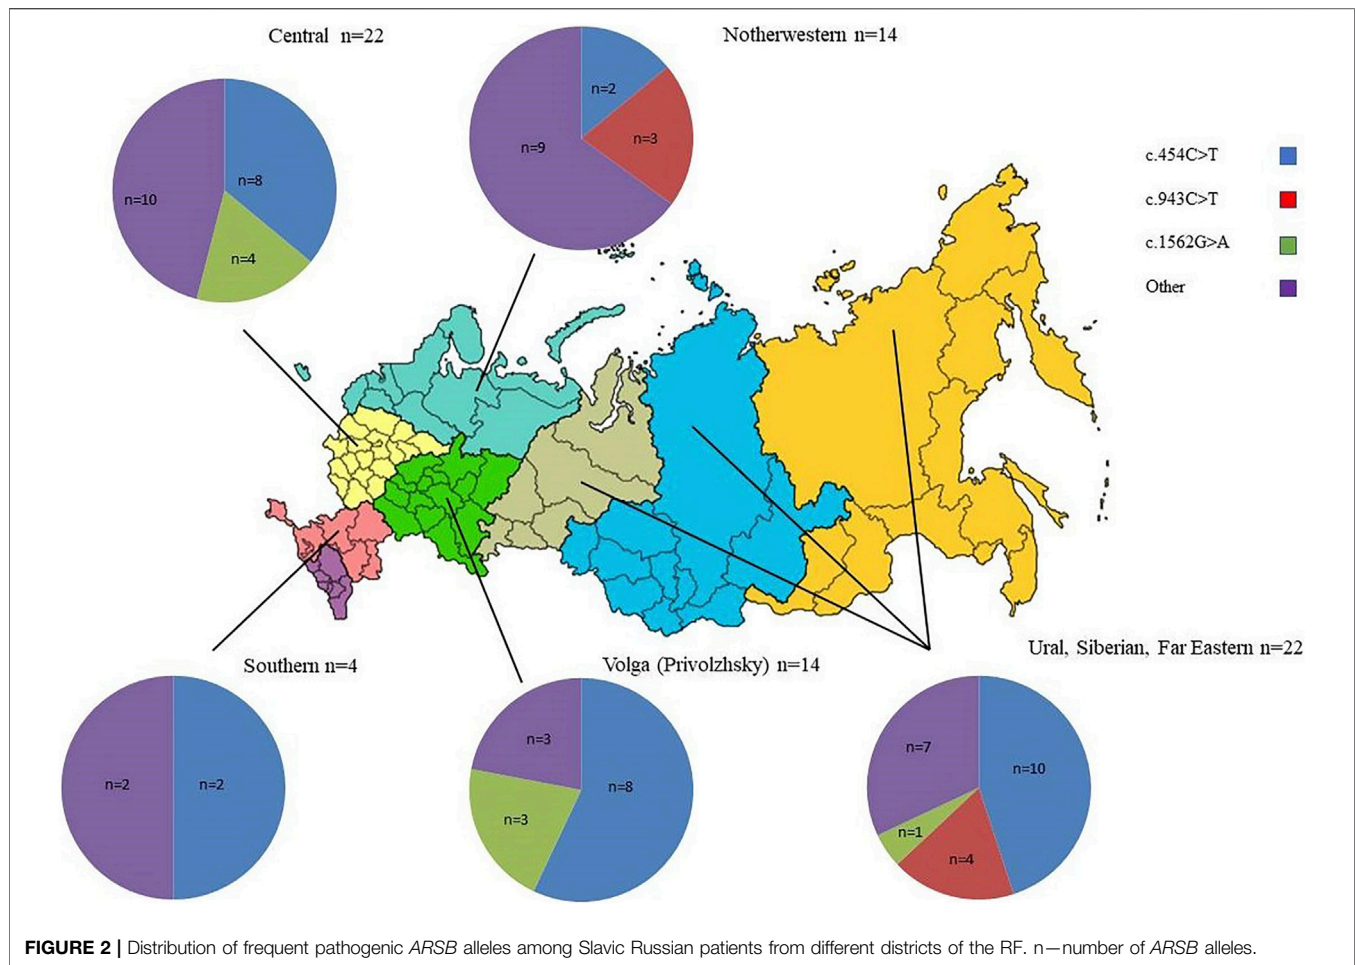 Central n=22
Notherwestern n=14
n=2
n=3
n=9
n=8
n=4
n=10
c.454C>T
c.943C>T
c.1562G>A
Other
Southern n=4
Volga (Privolzhsky) n=14
Ural, Siberian, Far Eastern n=22
n=2
n=2
n=3
n=8
n=3
n=7
n=10
n=1
n=4
FIGURE 2 | Distribution of frequent pathogenic ARSB alleles among Slavic Russian patients from different districts of the RF. n—number of ARSB alleles.